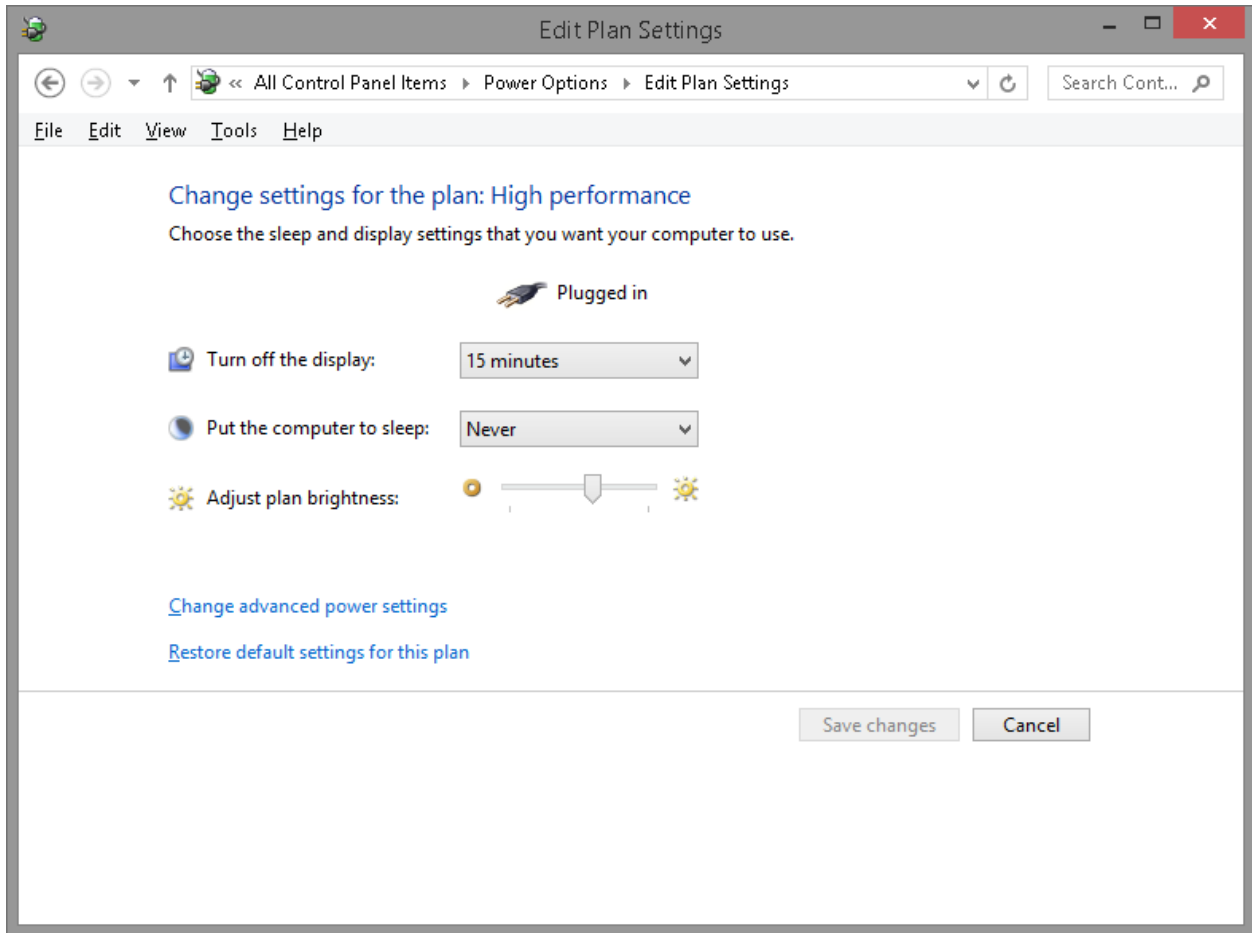 Edit Plan Settings
« All Control Panel Items Power Options Edit Plan Settings Search Cont...
File Edit View Tools Help
Change settings for the plan: High performance
Choose the sleep and display settings that you want your computer to use.
Plugged in
Turn off the display: 15 minutes
Put the computer to sleep: Never
Adjust plan brightness:
Change advanced power settings
Restore default settings for this plan
Save changes Cancel